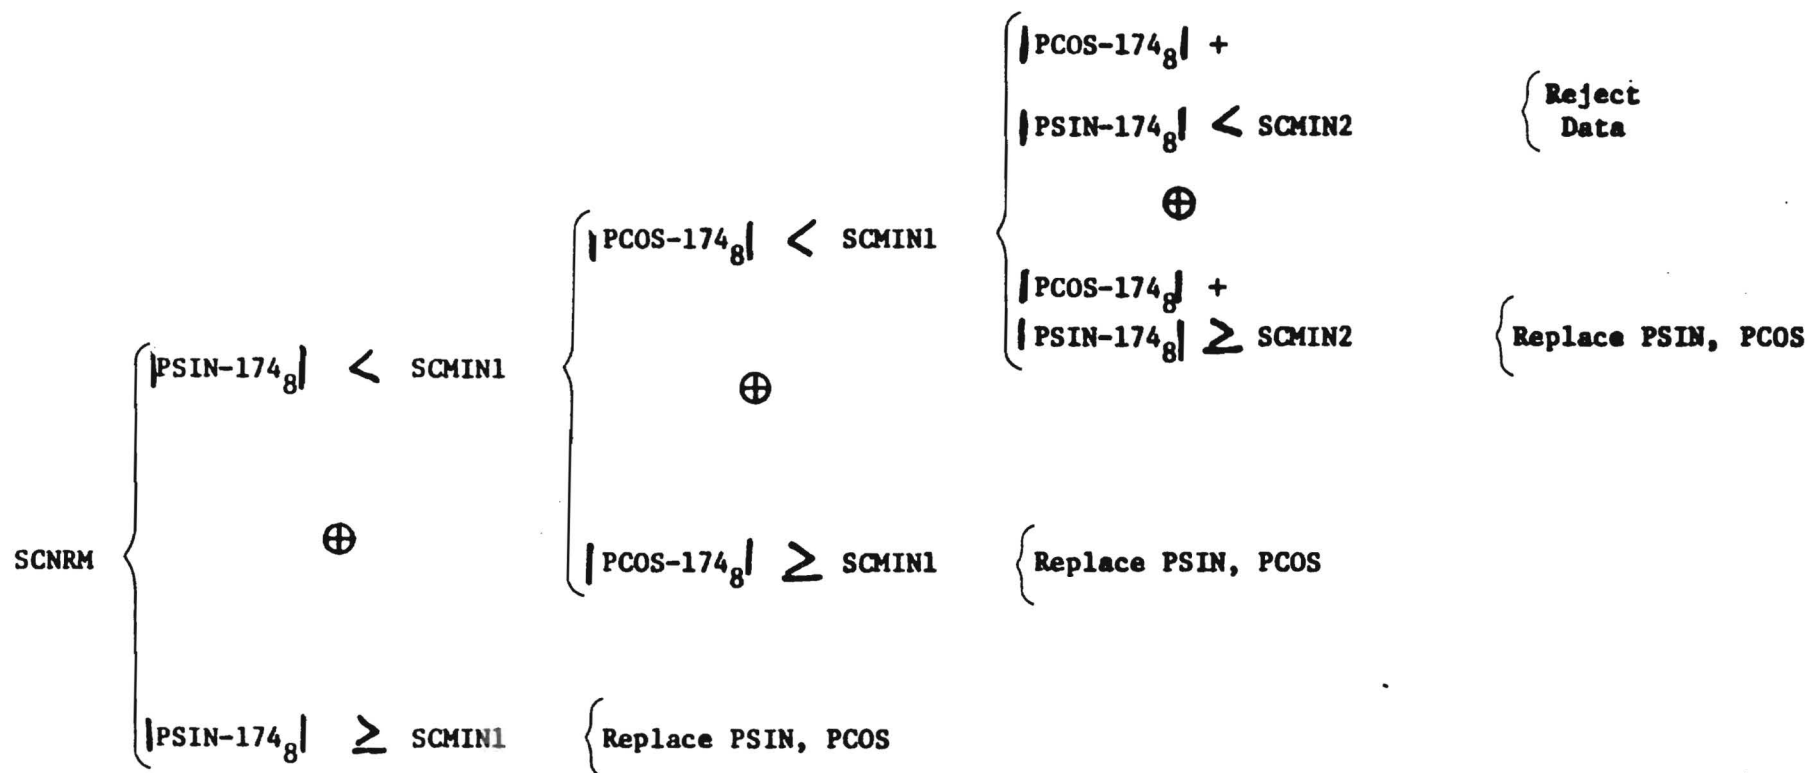 |PCOS-174₈| +
|PSIN-174₈| < SCMIN2
{ Reject
Data
⊕
|PCOS-174₈| < SCMIN1
|PCOS-174₈| +
|PSIN-174₈| ≥ SCMIN2 { Replace PSIN, PCOS
|PSIN-174₈| < SCMIN1
⊕
⊕
SCNRM
|PCOS-174₈| ≥ SCMIN1 { Replace PSIN, PCOS
|PSIN-174₈| ≥ SCMIN1 { Replace PSIN, PCOS